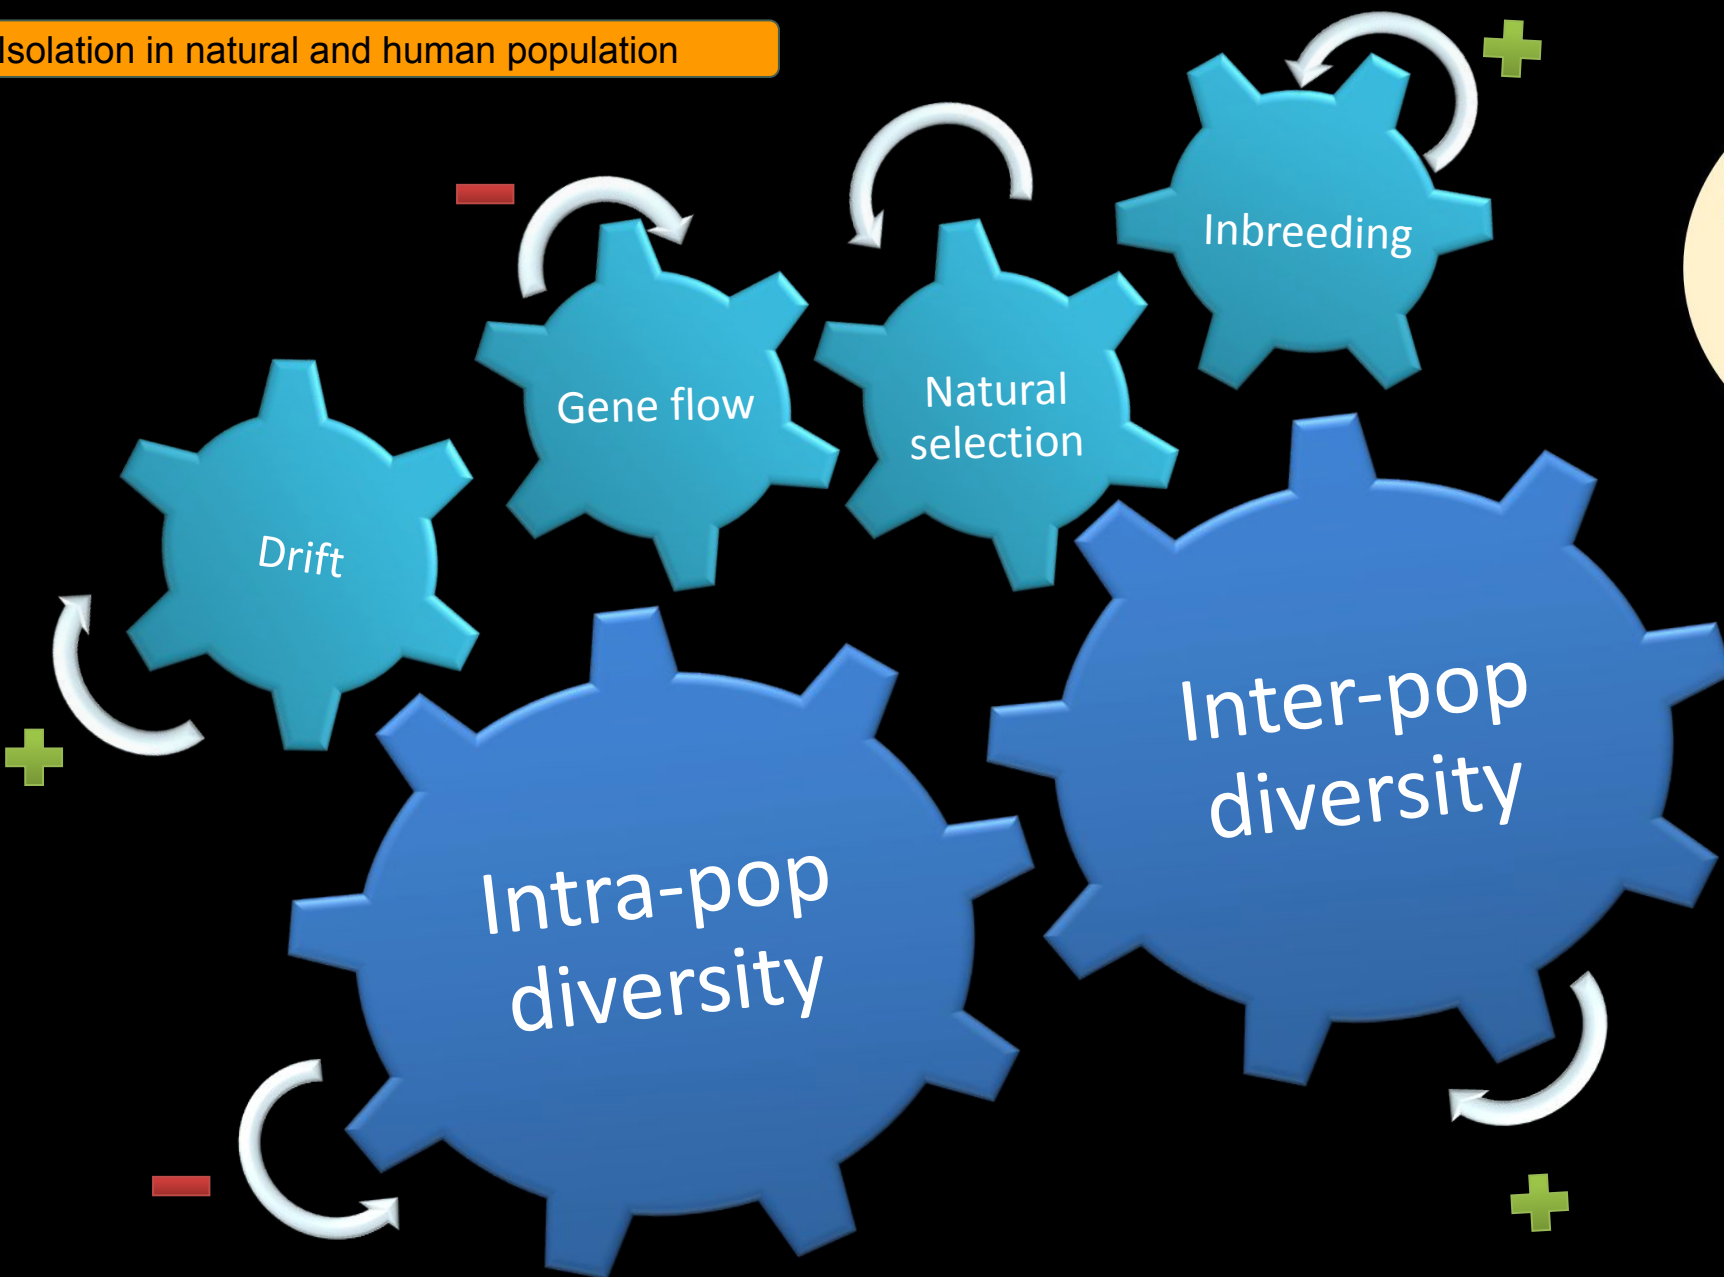 Isolation in natural and human population
Inbreeding
Gene flow
Natural
selection
Drift
Inter-pop
diversity
Intra-pop
diversity